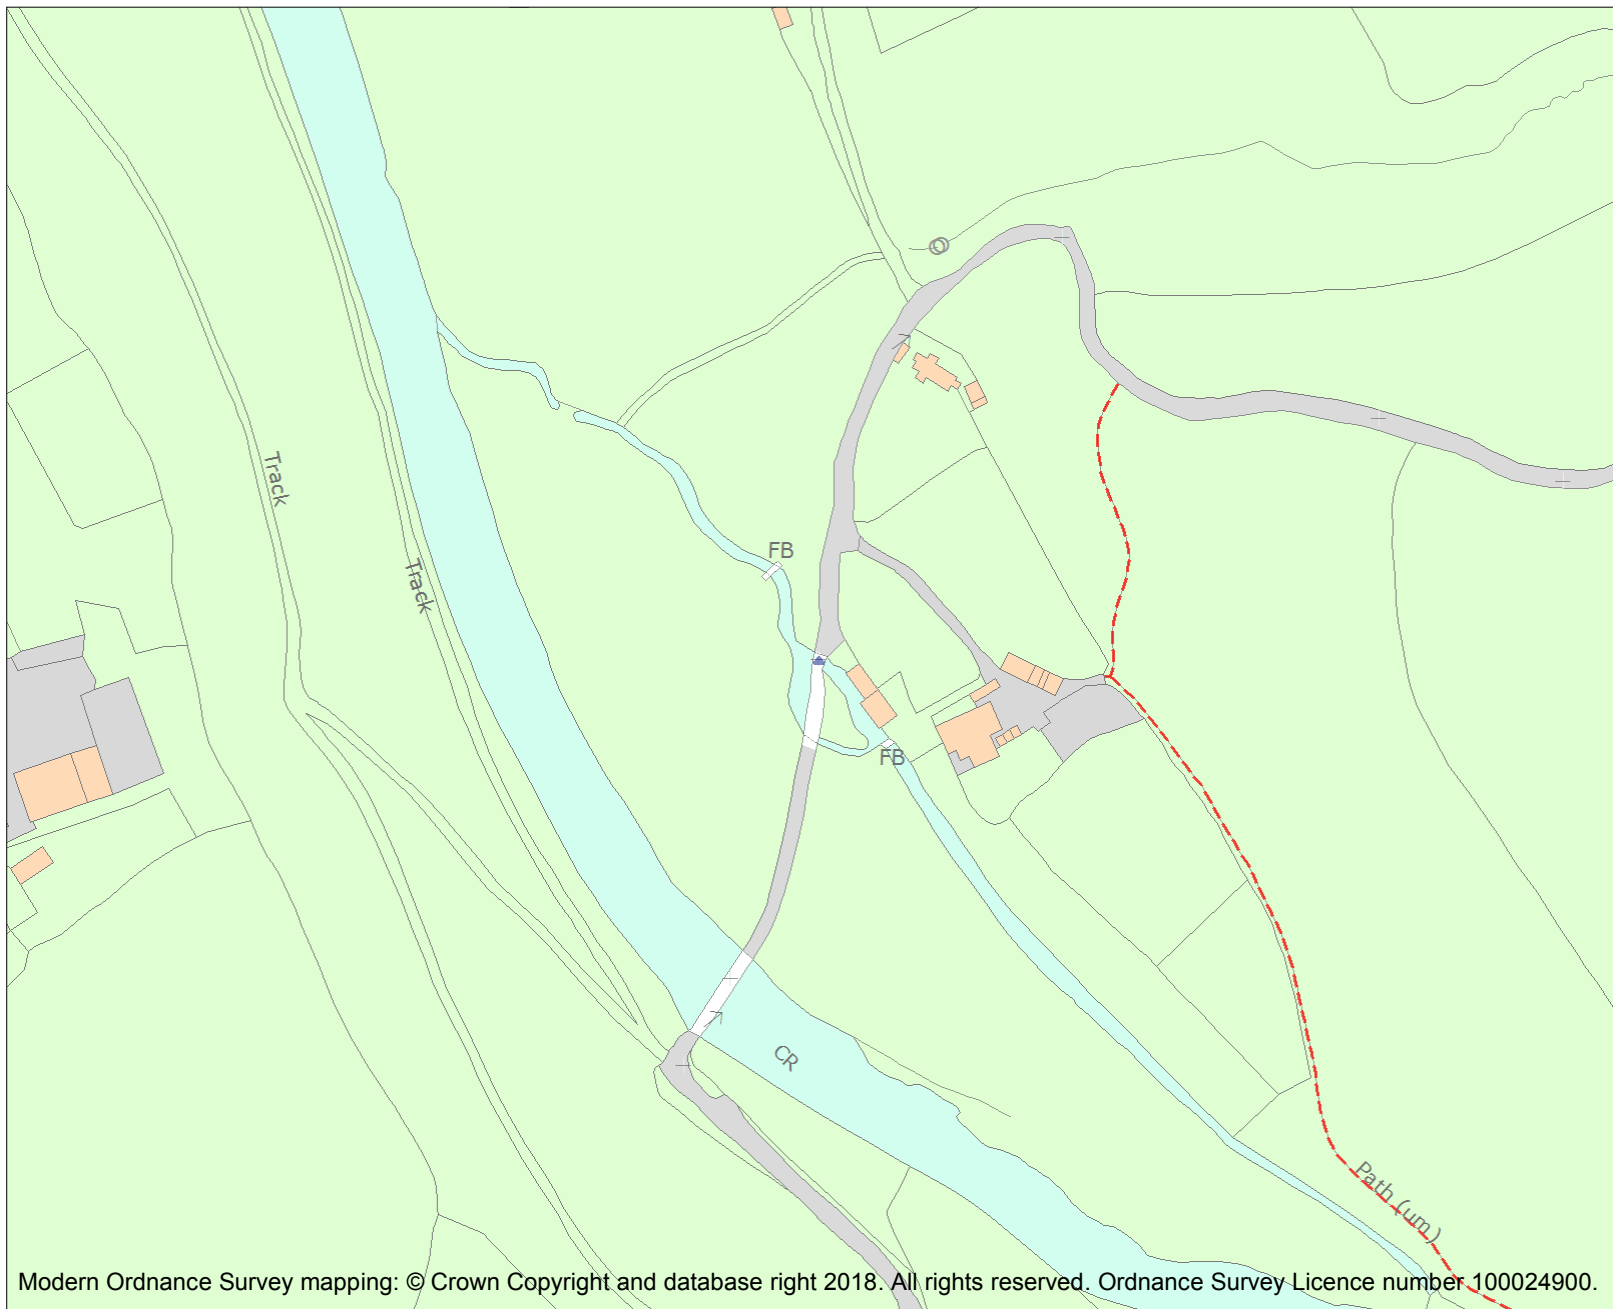 Track
FB
Track
FB
CR
Path (um)
Modern Ordnance Survey mapping: © Crown Copyright and database right 2018. All rights reserved. Ordnance Survey Licence number 100024900.